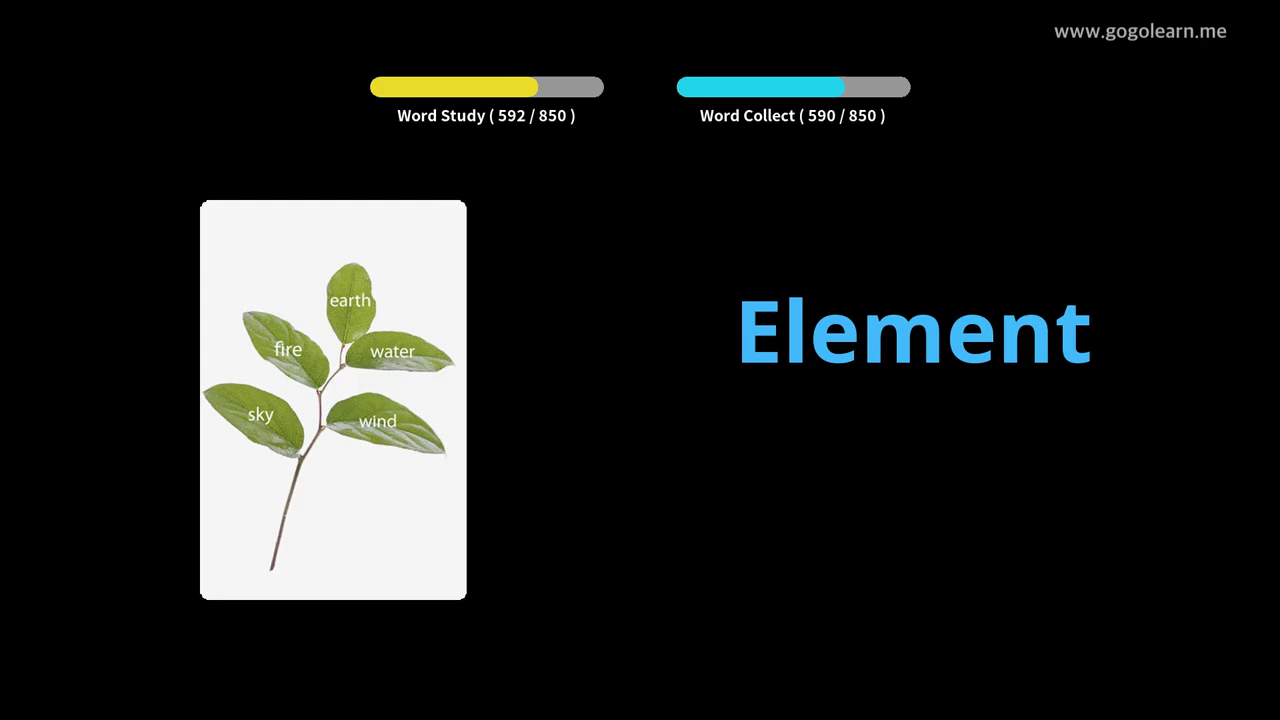 www.gogolearn.me
Word Study ( 592 / 850 )
Word Collect ( 590 / 850 )
earth
fire
water
sky
wind
Element